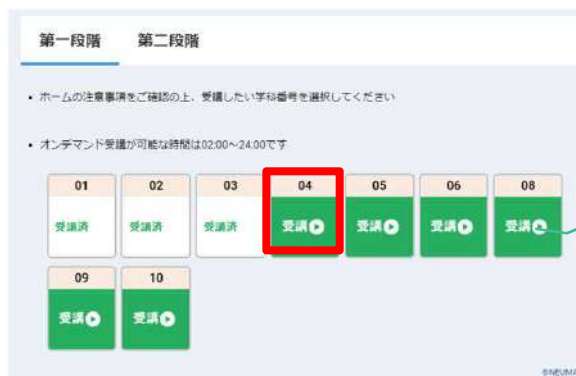 第一段階 第二段階
• ホームの注意事項をご確認の上、受講したい学科番号を選択してください
• オンデマンド受講が可能な時間は02:00～24:00です
01 02 03 04 05 06 08
受講済 受講済 受講済 受講 受講 受講 受講
09 10
受講 受講
©NEUMA